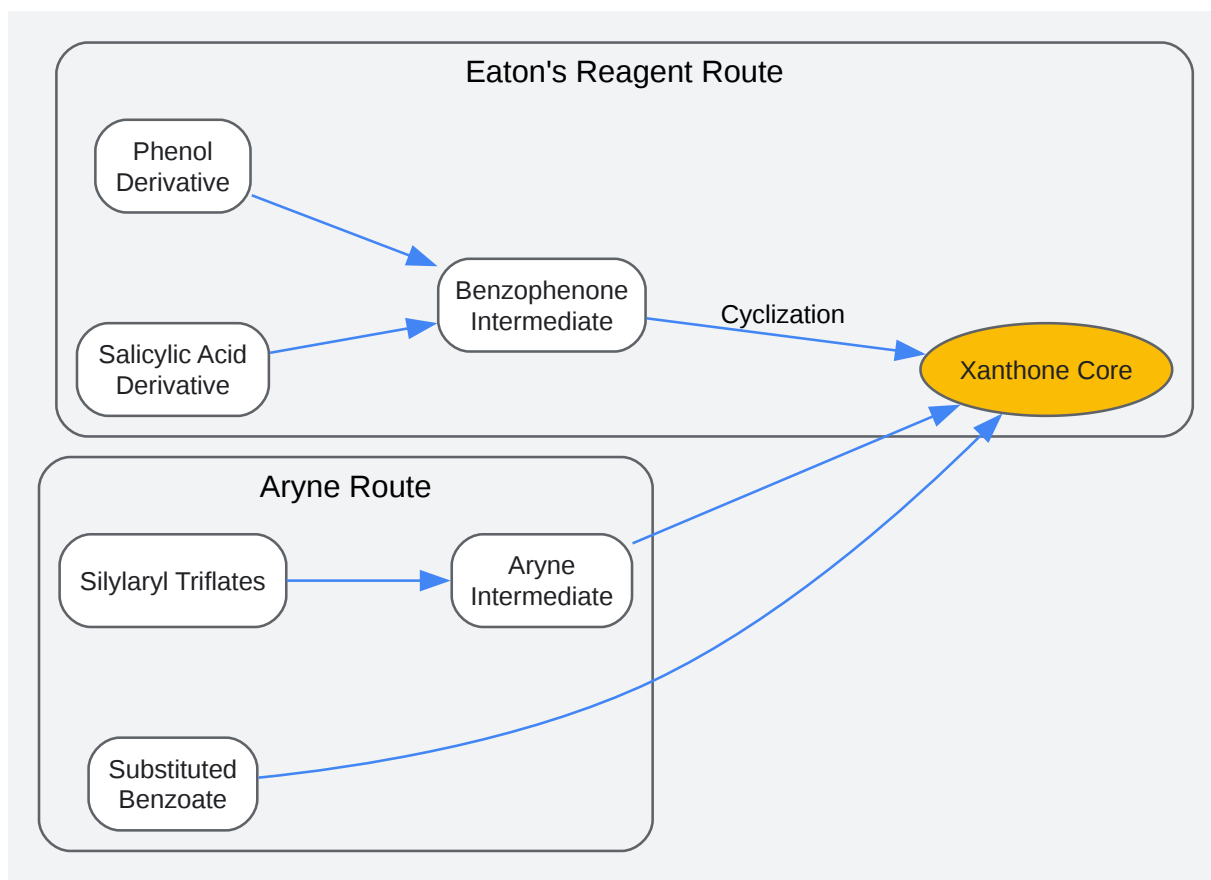 Eaton's Reagent Route
Phenol
Derivative
Benzophenone
Intermediate
Cyclization
Salicylic Acid
Derivative
Xanthone Core
Aryne Route
Silylaryl Triflates
Aryne
Intermediate
Substituted
Benzoate